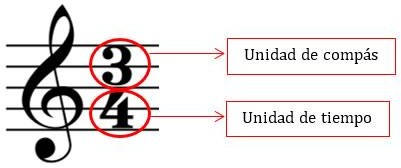 3
Unidad de compás
4
Unidad de tiempo